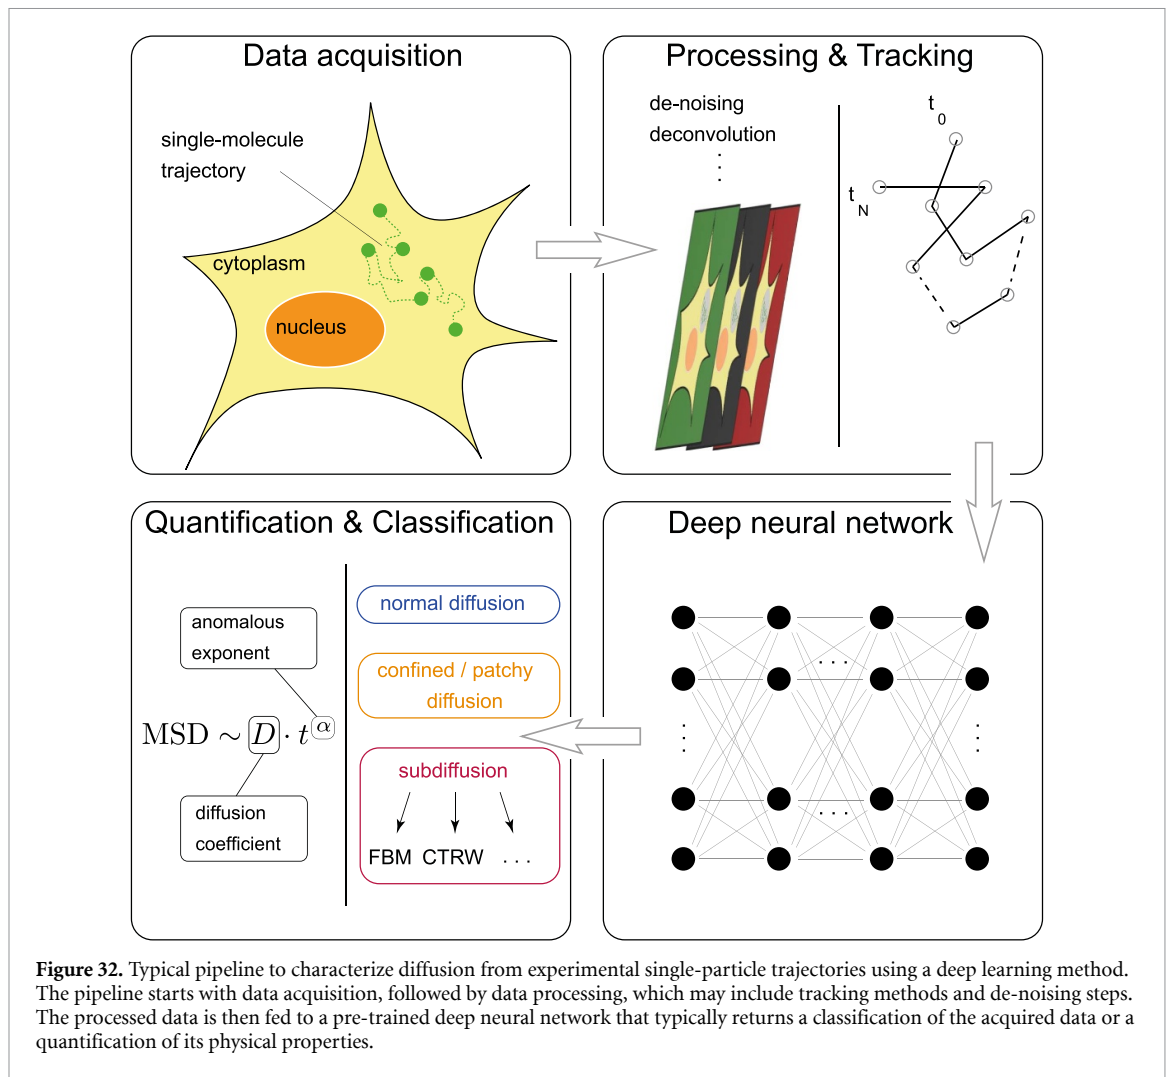 Data acquisition
single-molecule
trajectory
cytoplasm
nucleus
Processing & Tracking
de-noising
deconvolution
t0
tN
Quantification & Classification
anomalous
exponent
MSD ~ D · t^α
diffusion
coefficient
normal diffusion
confined / patchy
diffusion
subdiffusion
FBM CTRW . . .
Deep neural network
. . .
. . .
Figure 32. Typical pipeline to characterize diffusion from experimental single-particle trajectories using a deep learning method.
The pipeline starts with data acquisition, followed by data processing, which may include tracking methods and de-noising steps.
The processed data is then fed to a pre-trained deep neural network that typically returns a classification of the acquired data or a
quantification of its physical properties.